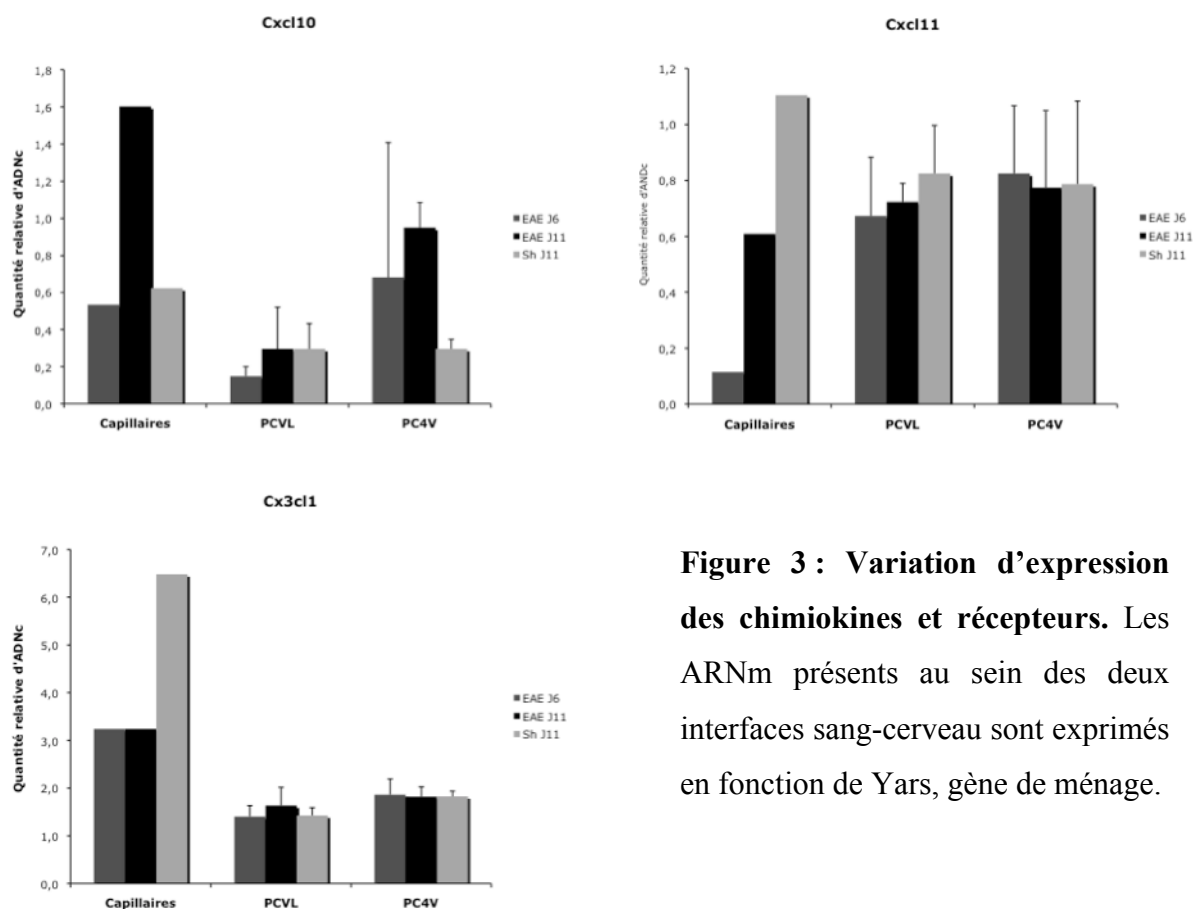 Cxcl10
Quantité relative d'ADNc
1,8
1,6
1,4
1,2
1,0
0,8
0,6
0,4
0,2
0,0
Capillaires PCVL PC4V
EAE J6
EAE J11
Sh J11
Cxcl11
Quantité relative d'ANDc
1,2
1,0
0,8
0,6
0,4
0,2
0,0
Capillaires PCVL PC4V
EAE J6
EAE J11
Sh J11
Cx3cl1
Quantité relative d'ADNc
7,0
6,0
5,0
4,0
3,0
2,0
1,0
0,0
Capillaires PCVL PC4V
EAE J6
EAE J11
Sh J11
Figure 3 : Variation d'expression
des chimiokines et récepteurs. Les
ARNm présents au sein des deux
interfaces sang-cerveau sont exprimés
en fonction de Yars, gène de ménage.